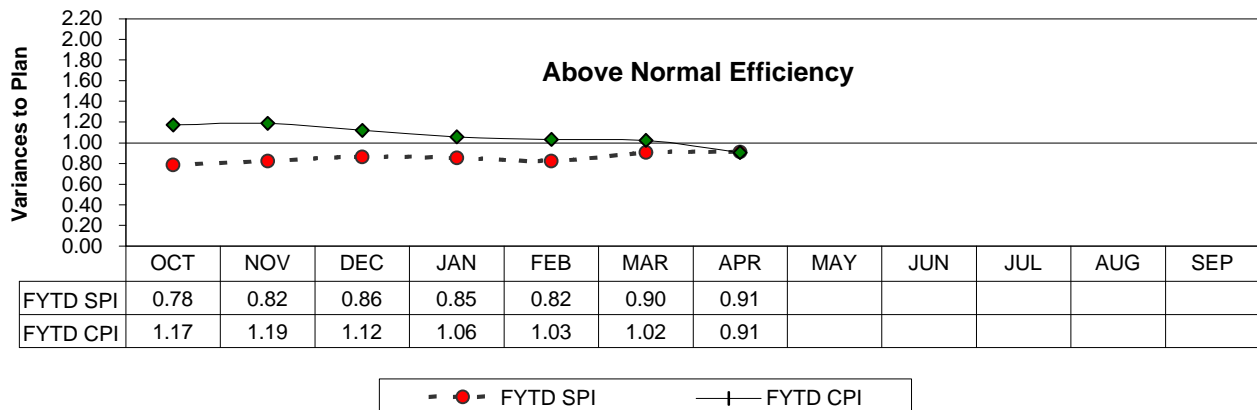 2.20
2.00
1.80
1.60
1.40
1.20
1.00
0.80
0.60
0.40
0.20
0.00
Variances to Plan
Above Normal Efficiency
OCT NOV DEC JAN FEB MAR APR MAY JUN JUL AUG SEP
FYTD SPI 0.78 0.82 0.86 0.85 0.82 0.90 0.91
FYTD CPI 1.17 1.19 1.12 1.06 1.03 1.02 0.91
FYTD SPI FYTD CPI